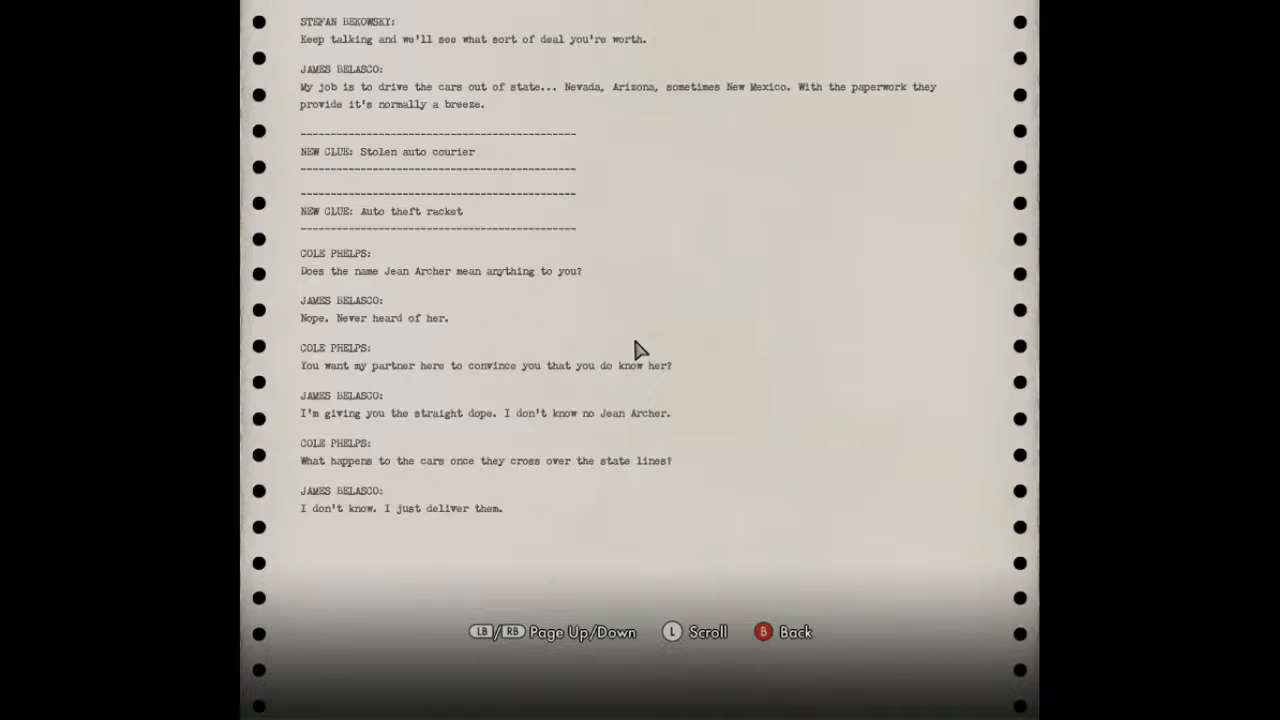 STEFAN BEKOWSKY:
Keep talking and we'll see what sort of deal you're worth.
JAMES BELASCO:
My job is to drive the cars out of state... Nevada, Arizona, sometimes New Mexico. With the paperwork they
provide it's normally a breeze.
----------------------------------------------
NEW CLUE: Stolen auto courier
----------------------------------------------
----------------------------------------------
NEW CLUE: Auto theft racket
----------------------------------------------
COLE PHELPS:
Does the name Jean Archer mean anything to you?
JAMES BELASCO:
Nope. Never heard of her.
COLE PHELPS:
You want my partner here to convince you that you do know her?
JAMES BELASCO:
I'm giving you the straight dope. I don't know no Jean Archer.
COLE PHELPS:
What happens to the cars once they cross over the state lines?
JAMES BELASCO:
I don't know. I just deliver them.
LB/RB Page Up/Down L Scroll B Back